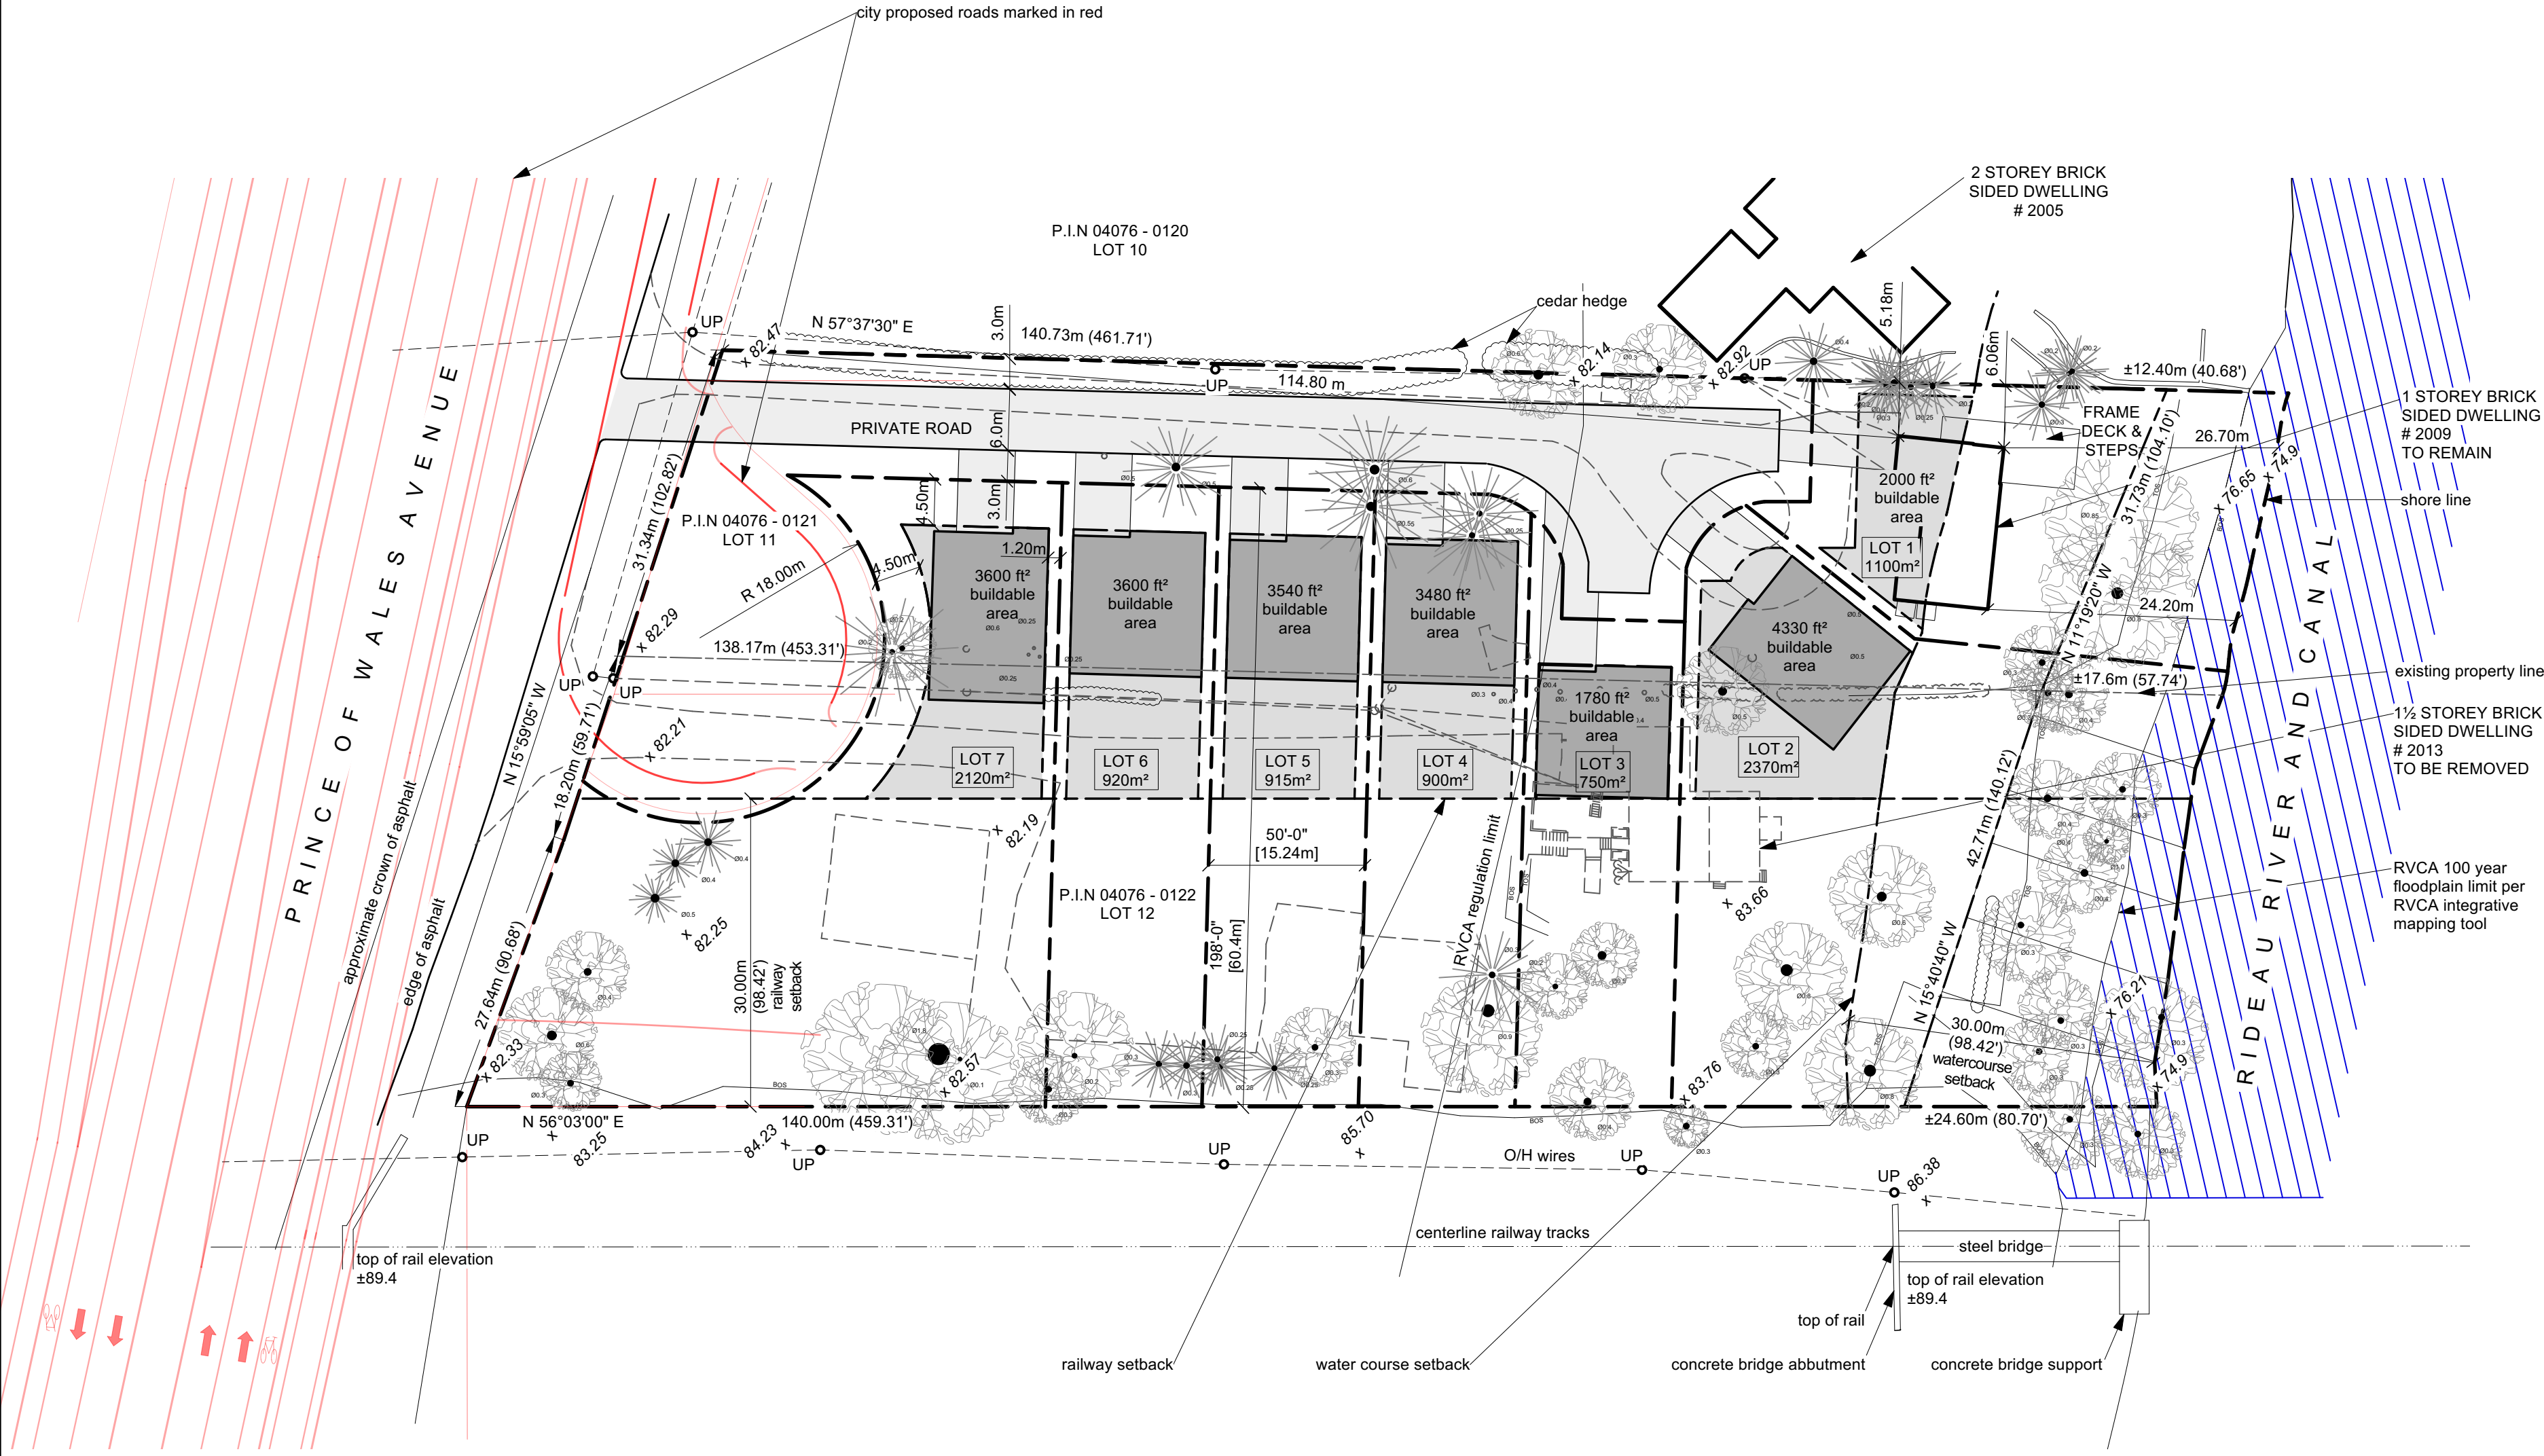 city proposed roads marked in red
2 STOREY BRICK
SIDED DWELLING
# 2005
P.I.N 04076 - 0120
LOT 10
cedar hedge
UP
x 82.47
N 57°37'30" E
3.0m
140.73m (461.71')
UP
114.80 m
x 82.14
x 82.92
UP
5.18m
6.06m
±12.40m (40.68')
1 STOREY BRICK
SIDED DWELLING
# 2009
TO REMAIN
FRAME
DECK &
STEPS
26.70m
x 74.9
x 76.65
shore line
PRIVATE ROAD
6.0m
31.34m (102.82')
P.I.N 04076 - 0121
LOT 11
4.50m
3.0m
1.20m
4.50m
R 18.00m
3600 ft²
buildable
area
3600 ft²
buildable
area
3540 ft²
buildable
area
3480 ft²
buildable
area
1780 ft²
buildable
area
4330 ft²
buildable
area
2000 ft²
buildable
area
LOT 1
1100m²
31.73m (104.10')
N 11°19'20" W
24.20m
±17.6m (57.74')
existing property line
1½ STOREY BRICK
SIDED DWELLING
# 2013
TO BE REMOVED
x 82.29
138.17m (453.31')
UP
UP
x 82.21
18.20m (59.71')
N 15°59'05" W
LOT 7
2120m²
LOT 6
920m²
LOT 5
915m²
LOT 4
900m²
LOT 3
750m²
LOT 2
2370m²
PRINCE OF WALES AVENUE
approximate crown of asphalt
edge of asphalt
RIDEAU RIVER AND CANAL
42.71m (140.12')
N 15°40'40" W
RVCA 100 year
floodplain limit per
RVCA integrative
mapping tool
x 82.19
50'-0"
[15.24m]
198'-0"
[60.4m]
P.I.N 04076 - 0122
LOT 12
RVCA regulation limit
x 83.66
x 82.25
30.00m
(98.42')
railway
setback
27.64m (90.68')
x 82.33
x 82.57
x 83.76
30.00m
(98.42')
watercourse
setback
x 76.21
x 74.9
BOS
BOS
N 56°03'00" E
140.00m (459.31')
±24.60m (80.70')
UP
x 83.25
84.23 x
UP
UP
85.70 x
O/H wires
UP
UP
86.38 x
centerline railway tracks
steel bridge
top of rail elevation
±89.4
top of rail elevation
±89.4
top of rail
railway setback
water course setback
concrete bridge abbutment
concrete bridge support